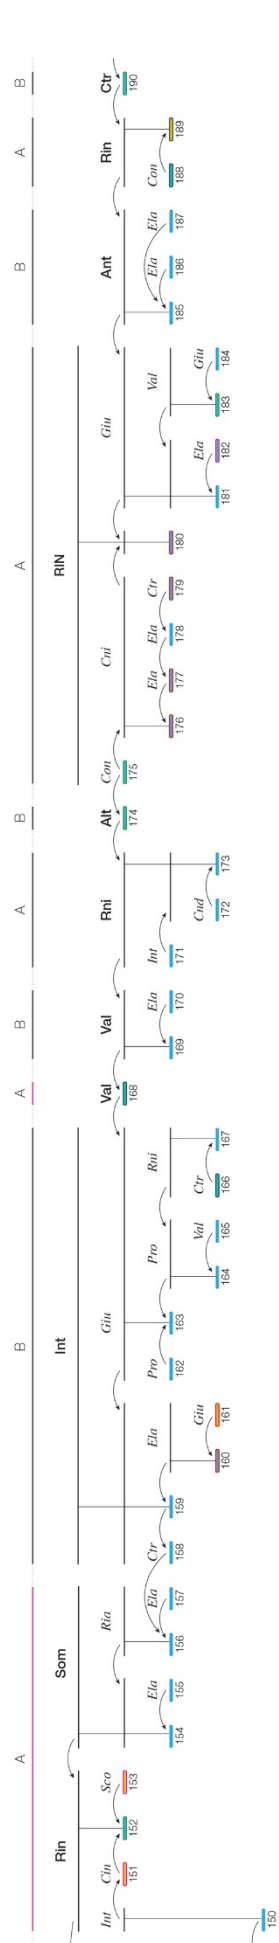 A B A B A B A B A B
Rin Som Int RIN
Int Cin Sco Ria Giu Val Val Rni Alt Con Cni Giu Ant Rin Ctr
151 152 153 168 174 175 190
Ela Ela Ctr Ela Pro Pro Rni Ela Int Ela Ela Ctr Val Ela Ela Con
154 155 156 157 158 159 162 163 169 170 171 176 177 178 179 180 185 186 187 188 189
Giu Val Ctr Cnd Ela Giu
160 161 164 165 166 167 172 173 181 182 183 184
150